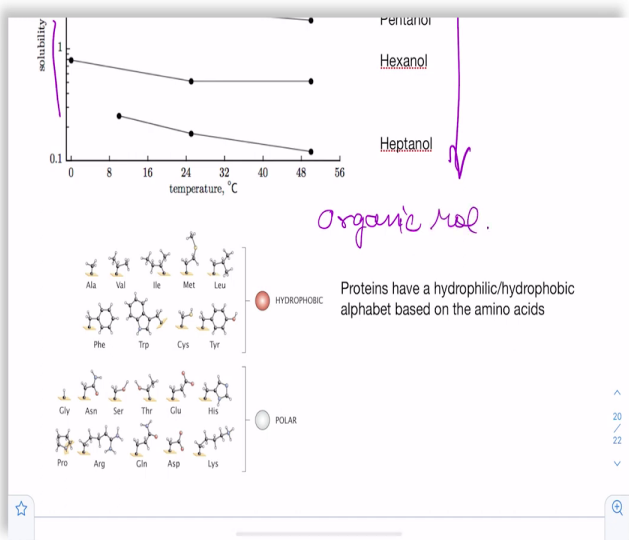 Pentanol
solubility
1
Hexanol
Heptanol
0.1
0 8 16 24 32 40 48 56
temperature, °C
Organic mol.
Ala Val Ile Met Leu
HYDROPHOBIC
Proteins have a hydrophilic/hydrophobic
alphabet based on the amino acids
Phe Trp Cys Tyr
Gly Asn Ser Thr Glu His
POLAR
Pro Arg Gln Asp Lys
20
/
22